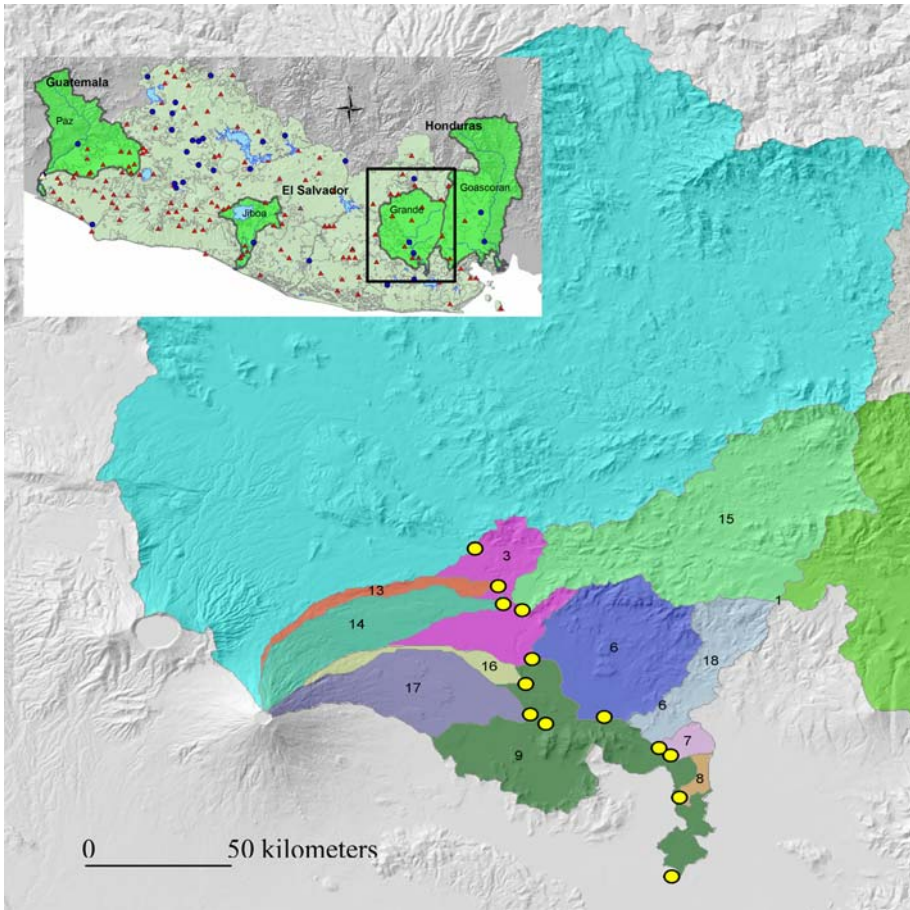 Guatemala
Paz
Honduras
El Salvador
Goascoran
Grande
Jiboa
15
3
13
1
14
6
16
18
17
6
7
9
8
0 50 kilometers